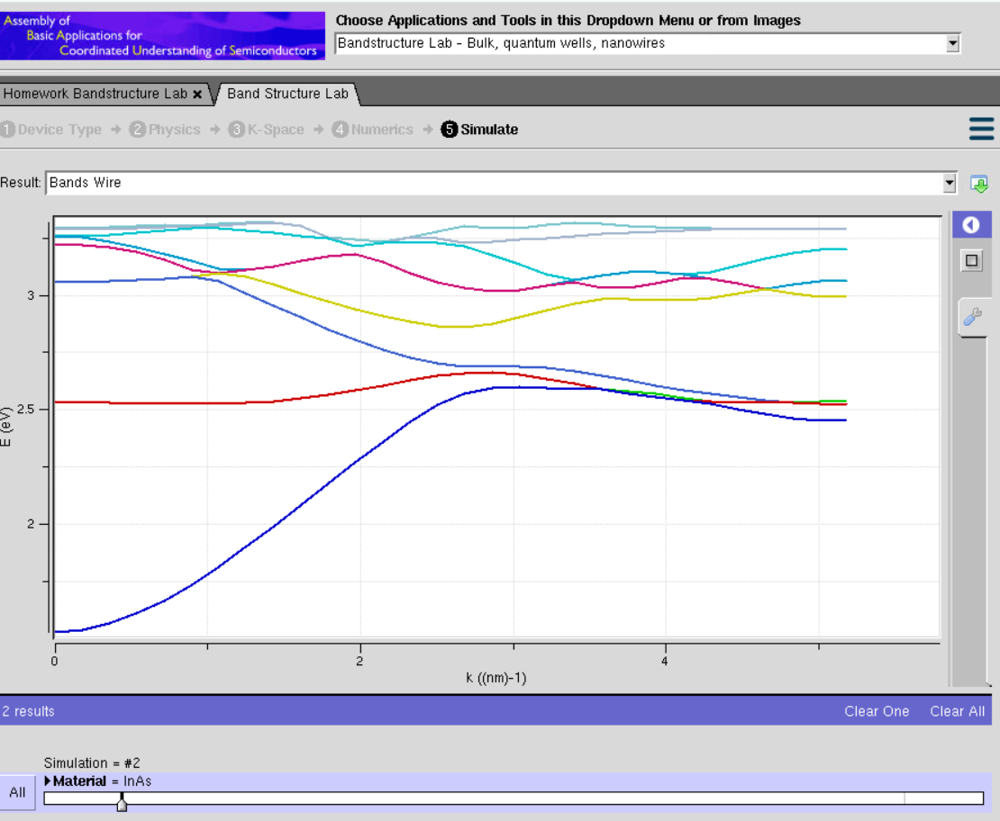 Assembly of
Basic Applications for
Coordinated Understanding of Semiconductors
Choose Applications and Tools in this Dropdown Menu or from Images
Bandstructure Lab - Bulk, quantum wells, nanowires
Homework Bandstructure Lab ×
Band Structure Lab
1 Device Type → 2 Physics → 3 K-Space → 4 Numerics → 5 Simulate
Result: Bands Wire
3
2.5
2
E (eV)
0
2
4
k ((nm)-1)
2 results
Clear One
Clear All
Simulation = #2
All
Material = InAs